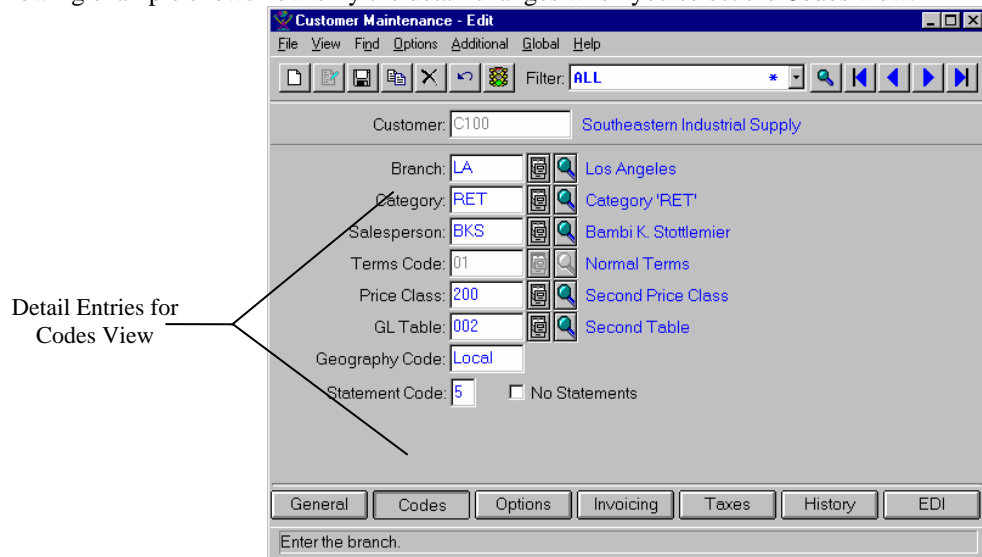 Customer Maintenance - Edit
File View Find Options Additional Global Help
Filter: ALL *
Customer: C100 Southeastern Industrial Supply
Branch: LA Los Angeles
Category: RET Category 'RET'
Salesperson: BKS Bambi K. Stottlemier
Terms Code: 01 Normal Terms
Price Class: 200 Second Price Class
GL Table: 002 Second Table
Geography Code: Local
Statement Code: 5 No Statements
Detail Entries for
Codes View
General Codes Options Invoicing Taxes History EDI
Enter the branch.